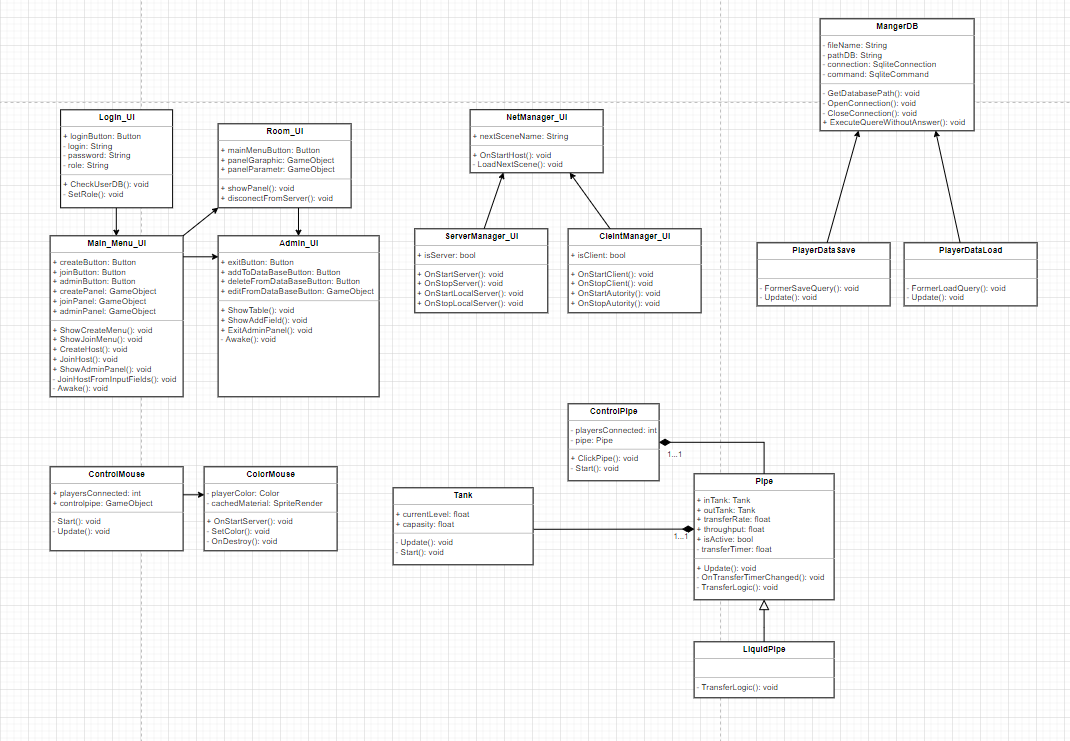 MangerDB
- fileName: String
- pathDB: String
- connection: SqliteConnection
- command: SqliteCommand
- GetDatabasePath(): void
- OpenConnection(): void
- CloseConnection(): void
+ ExecuteQuereWithoutAnswer(): void
Login_UI
+ loginButton: Button
- login: String
- password: String
- role: String
+ CheckUserDB(): void
- SetRole(): void
Room_UI
+ mainMenuButton: Button
+ panelGaraphic: GameObject
+ panelParametr: GameObject
+ showPanel(): void
+ disconectFromServer(): void
NetManager_UI
+ nextSceneName: String
+ OnStartHost(): void
- LoadNextScene(): void
Main_Menu_UI
+ createButton: Button
+ joinButton: Button
+ adminButton: Button
+ createPanel: GameObject
+ joinPanel: GameObject
+ adminPanel: GameObject
+ ShowCreateMenu(): void
+ ShowJoinMenu(): void
+ CreateHost(): void
+ JoinHost(): void
+ ShowAdminPanel(): void
- JoinHostFromInputFields(): void
- Awake(): void
Admin_UI
+ exitButton: Button
+ addToDataBaseButton: Button
+ deleteFromDataBaseButton: Button
+ editFromDataBaseButton: GameObject
+ ShowTable(): void
+ ShowAddField(): void
+ ExitAdminPanel(): void
- Awake(): void
ServerManager_UI
+ isServer: bool
+ OnStartServer(): void
+ OnStopServer(): void
+ OnStartLocalServer(): void
+ OnStopLocalServer(): void
CleintManager_UI
+ isClient: bool
+ OnStartClient(): void
+ OnStopClient(): void
+ OnStartAutority(): void
+ OnStopAutority(): void
PlayerDataSave
- FormerSaveQuery(): void
- Update(): void
PlayerDataLoad
- FormerLoadQuery(): void
- Update(): void
ControlPipe
- playersConnected: int
- pipe: Pipe
+ ClickPipe(): void
- Start(): void
1...1
ControlMouse
+ playersConnected: int
+ controlpipe: GameObject
- Start(): void
- Update(): void
ColorMouse
- playerColor: Color
- cachedMaterial: SpriteRender
+ OnStartServer(): void
- SetColor(): void
- OnDestroy(): void
Tank
+ currentLevel: float
+ capasity: float
- Update(): void
- Start(): void
1...1
Pipe
+ inTank: Tank
+ outTank: Tank
+ transferRate: float
+ throughput: float
+ isActive: bool
- transferTimer: float
+ Update(): void
- OnTransferTimerChanged(): void
- TransferLogic(): void
LiquidPipe
- TransferLogic(): void